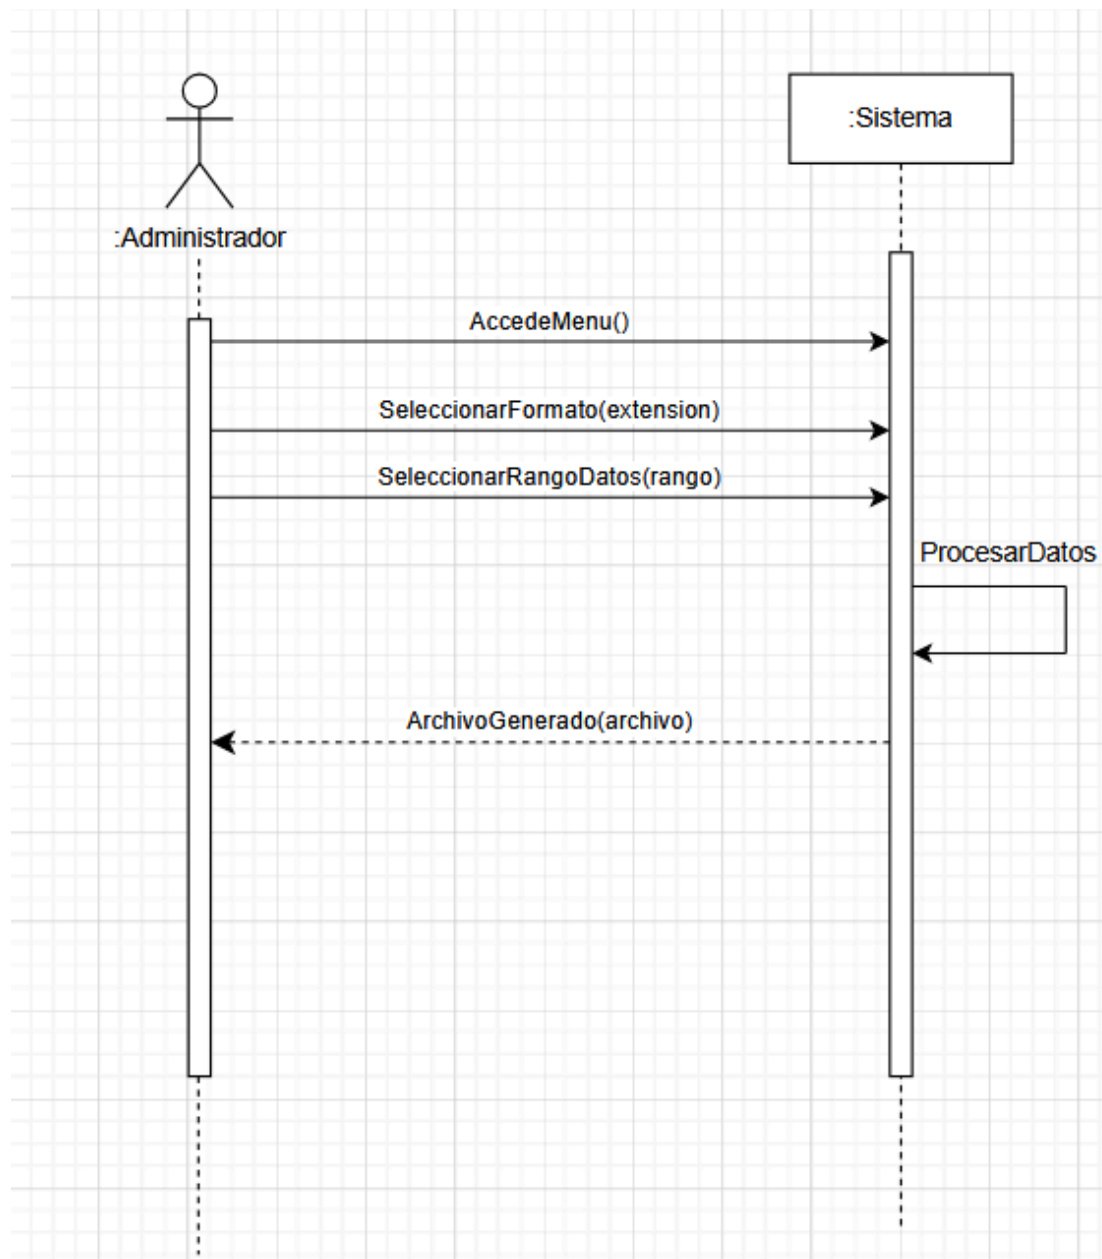 :Sistema
:Administrador
AccedeMenu()
SeleccionarFormato(extension)
SeleccionarRangoDatos(rango)
ProcesarDatos
ArchivoGenerado(archivo)